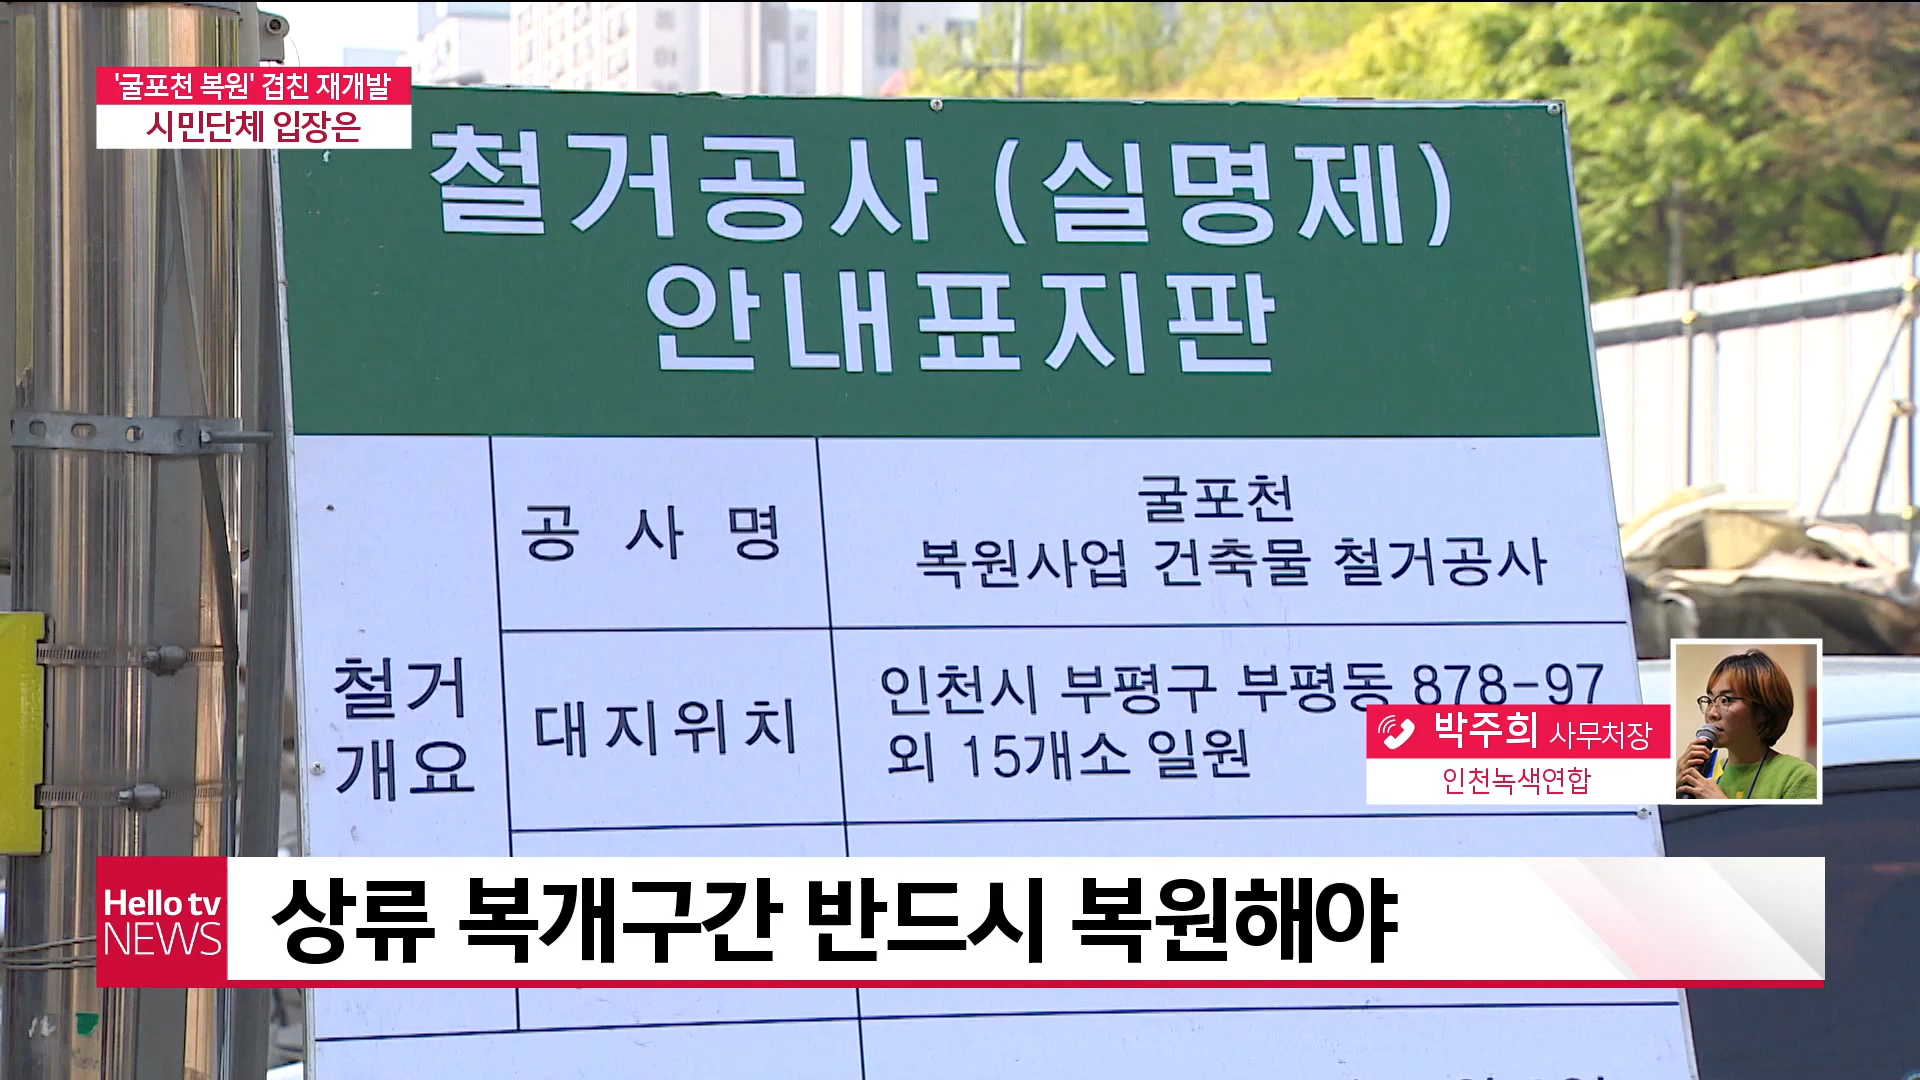 '굴포천 복원' 겹친 재개발
시민단체 입장은
철거공사 (실명제)
안내표지판
공 사 명
굴포천
복원사업 건축물 철거공사
철거
개요
대지위치
인천시 부평구 부평동 878-97
외 15개소 일원
박주희 사무처장
인천녹색연합
Hello tv
NEWS
상류 복개구간 반드시 복원해야